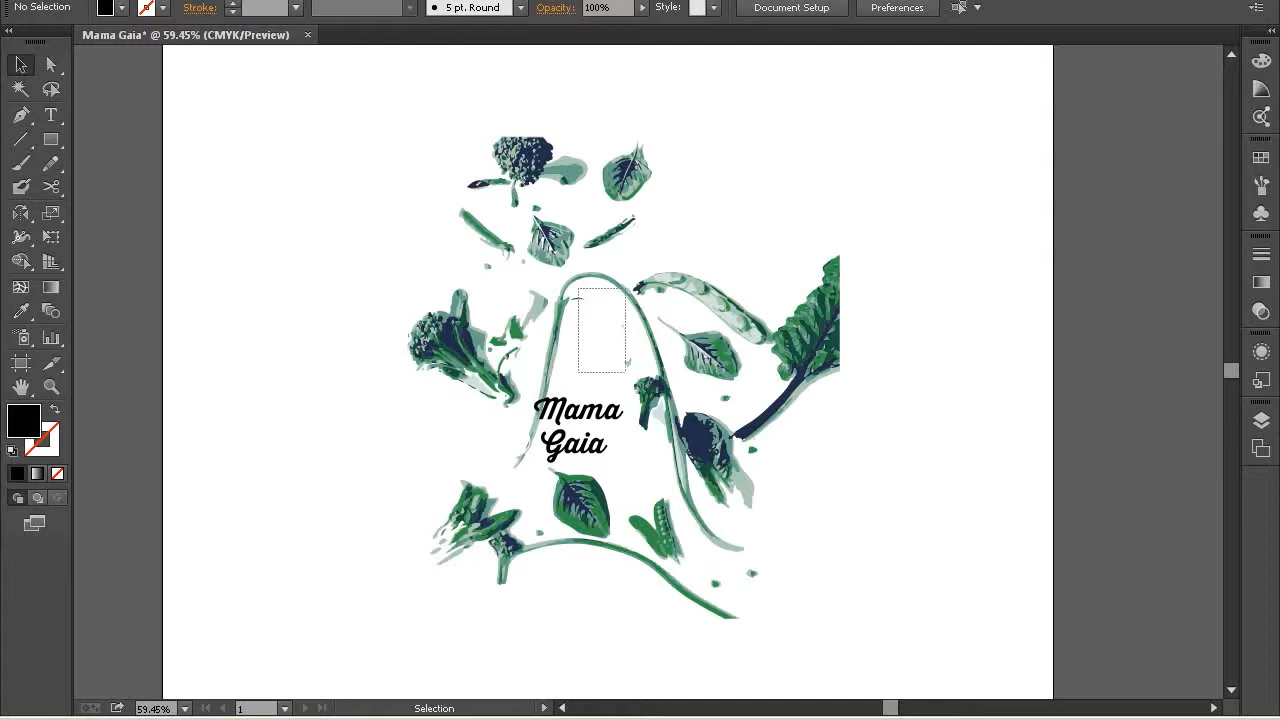 No Selection
Stroke:
5 pt. Round
Opacity:
100%
Style:
Document Setup
Preferences
Mama Gaia* @ 59.45% (CMYK/Preview)
Mama
Gaia
59.45%
1
Selection